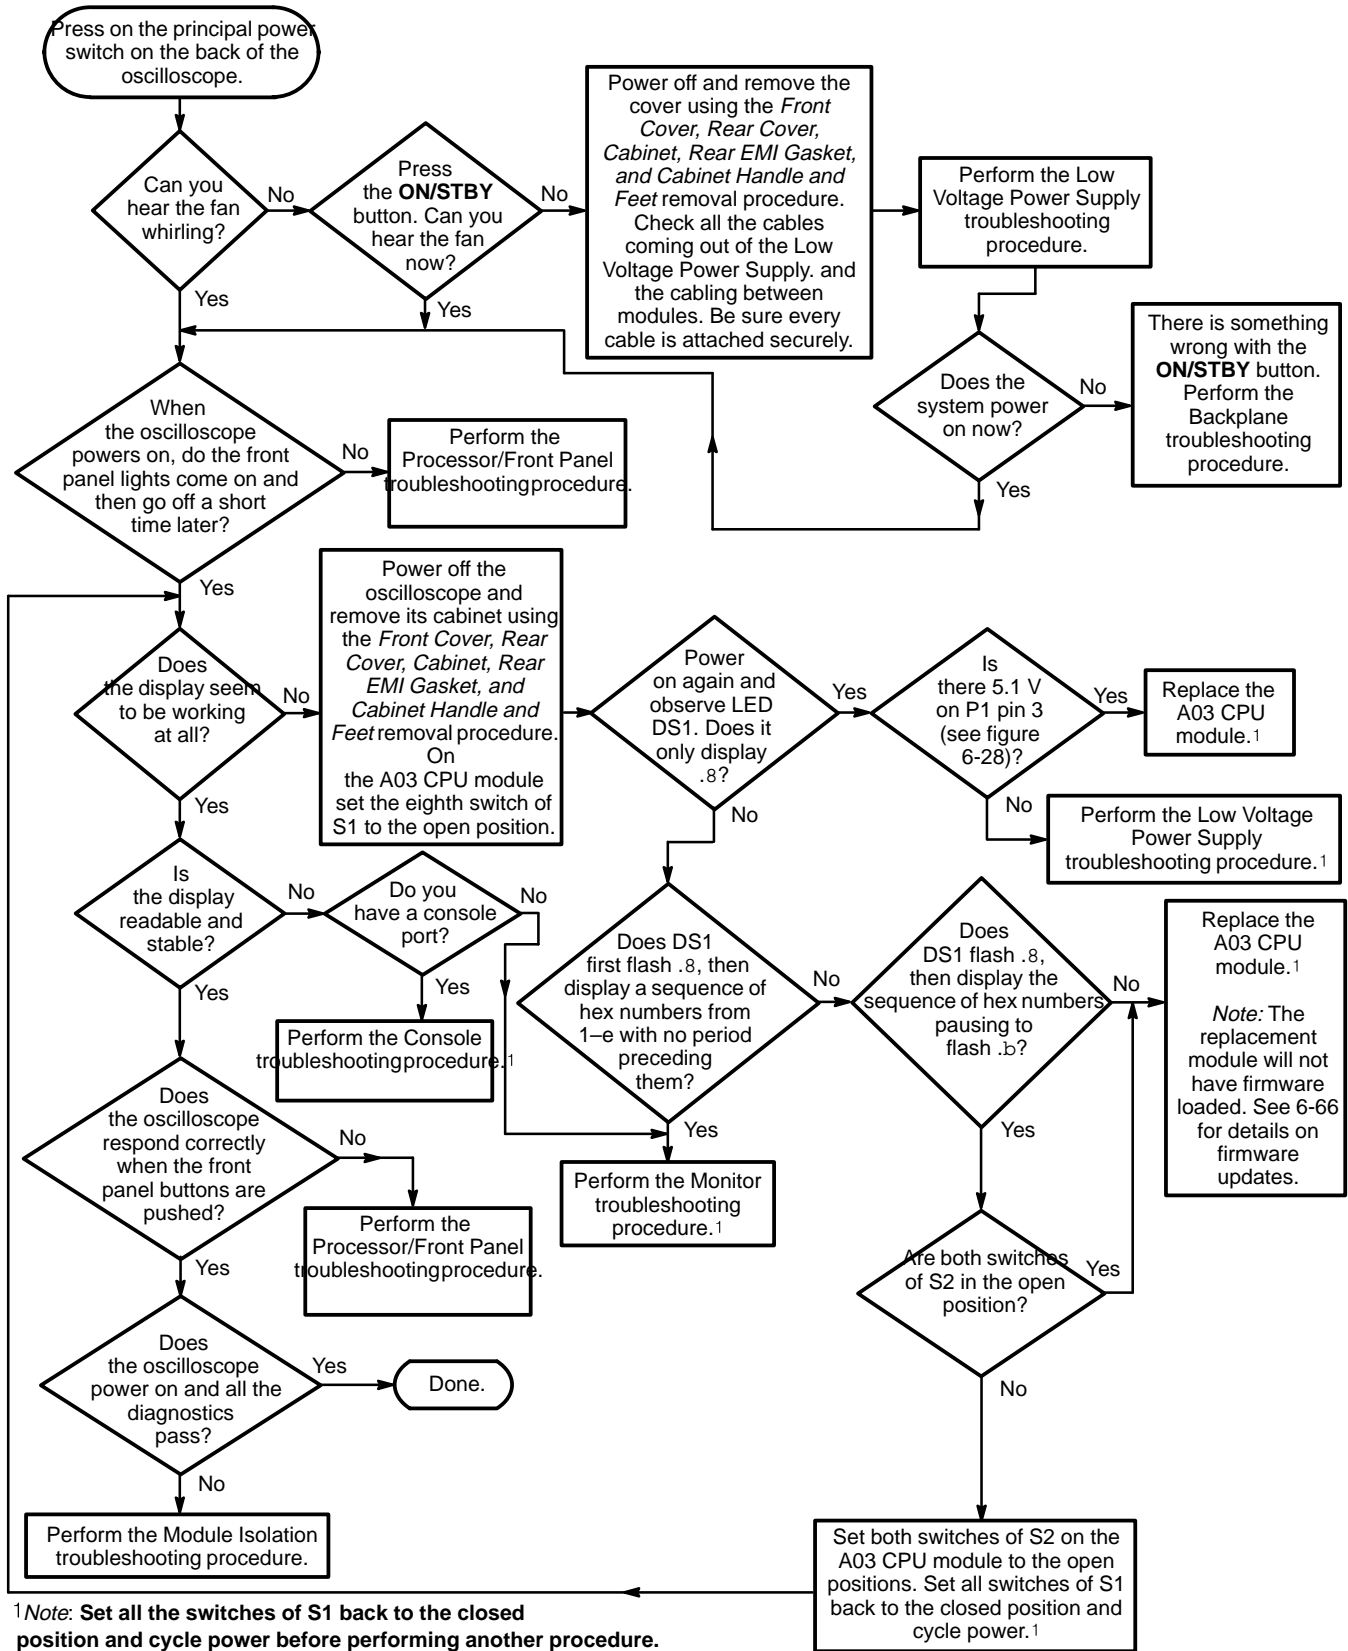 Press on the principal power
switch on the back of the
oscilloscope.
Can you
hear the fan
whirling?
No
Yes
Press
the ON/STBY
button. Can you
hear the fan
now?
No
Yes
Power off and remove the
cover using the Front
Cover, Rear Cover,
Cabinet, Rear EMI Gasket,
and Cabinet Handle and
Feet removal procedure.
Check all the cables
coming out of the Low
Voltage Power Supply. and
the cabling between
modules. Be sure every
cable is attached securely.
Perform the Low
Voltage Power Supply
troubleshooting
procedure.
Does the
system power
on now?
No
Yes
There is something
wrong with the
ON/STBY button.
Perform the
Backplane
troubleshooting
procedure.
When
the oscilloscope
powers on, do the front
panel lights come on and
then go off a short
time later?
No
Yes
Perform the
Processor/Front Panel
troubleshooting procedure.
Does
the display seem
to be working
at all?
No
Yes
Power off the
oscilloscope and
remove its cabinet using
the Front Cover, Rear
Cover, Cabinet, Rear
EMI Gasket, and
Cabinet Handle and
Feet removal procedure.
On
the A03 CPU module
set the eighth switch of
S1 to the open position.
Power
on again and
observe LED
DS1. Does it
only display
.8?
Yes
No
Is
there 5.1 V
on P1 pin 3
(see figure
6-28)?
Yes
No
Replace the
A03 CPU
module.1
Perform the Low Voltage
Power Supply
troubleshooting procedure.1
Is
the display
readable and
stable?
No
Yes
Do you
have a console
port?
No
Yes
Perform the Console
troubleshooting procedure.1
Does DS1
first flash .8, then
display a sequence of
hex numbers from
1–e with no period
preceding
them?
No
Yes
Does
DS1 flash .8,
then display the
sequence of hex numbers
pausing to
flash .b?
No
Yes
Replace the
A03 CPU
module.1
Note: The
replacement
module will not
have firmware
loaded. See 6-66
for details on
firmware
updates.
Does
the oscilloscope
respond correctly
when the front
panel buttons are
pushed?
No
Yes
Perform the
Processor/Front Panel
troubleshooting procedure.
Perform the Monitor
troubleshooting
procedure.1
Are both switches
of S2 in the open
position?
Yes
No
Does
the oscilloscope
power on and all the
diagnostics
pass?
Yes
No
Done.
Perform the Module Isolation
troubleshooting procedure.
Set both switches of S2 on the
A03 CPU module to the open
positions. Set all switches of S1
back to the closed position and
cycle power.1
1 Note: Set all the switches of S1 back to the closed
position and cycle power before performing another procedure.